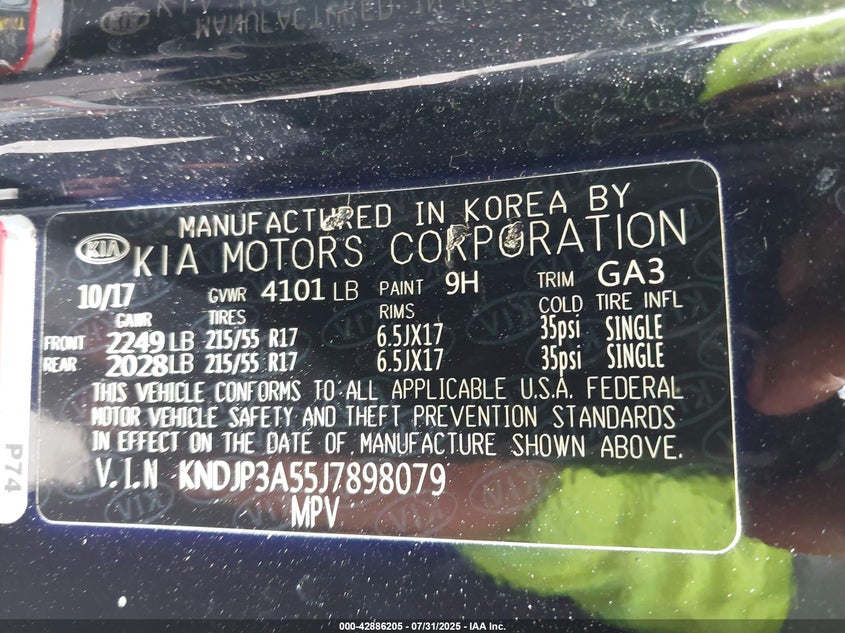 MANUFACTURED IN KOREA BY
KIA KIA MOTORS CORPORATION
10/17 GVWR 4101 LB PAINT 9H TRIM GA3
GAWR TIRES RIMS COLD TIRE INFL
FRONT 2249 LB 215/55 R17 6.5JX17 35psi SINGLE
REAR 2028 LB 215/55 R17 6.5JX17 35psi SINGLE
THIS VEHICLE CONFORMS TO ALL APPLICABLE U.S.A. FEDERAL
MOTOR VEHICLE SAFETY AND THEFT PREVENTION STANDARDS
IN EFFECT ON THE DATE OF MANUFACTURE SHOWN ABOVE.
V.I.N KNDJP3A55J7898079
MPV
P74
000-42886205 - 07/31/2025 - IAA Inc.